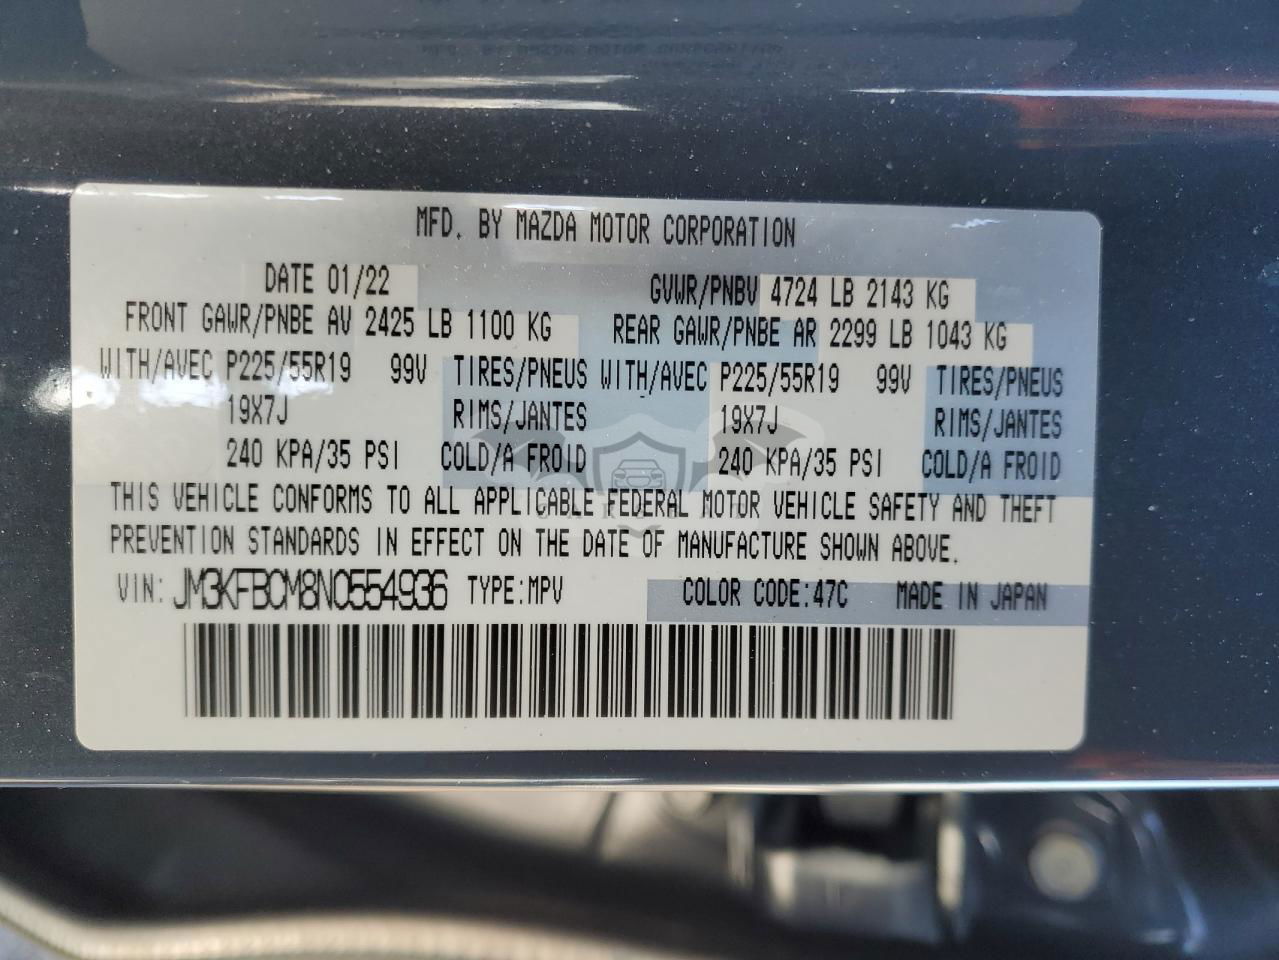 MFD. BY MAZDA MOTOR CORPORATION
DATE 01/22 GVWR/PNBV 4724 LB 2143 KG
FRONT GAWR/PNBE AV 2425 LB 1100 KG REAR GAWR/PNBE AR 2299 LB 1043 KG
WITH/AVEC P225/55R19 99V TIRES/PNEUS WITH/AVEC P225/55R19 99V TIRES/PNEUS
19X7J RIMS/JANTES 19X7J RIMS/JANTES
240 KPA/35 PSI COLD/A FROID 240 KPA/35 PSI COLD/A FROID
THIS VEHICLE CONFORMS TO ALL APPLICABLE FEDERAL MOTOR VEHICLE SAFETY AND THEFT
PREVENTION STANDARDS IN EFFECT ON THE DATE OF MANUFACTURE SHOWN ABOVE.
VIN: JM3KFBCM8N0554936 TYPE:MPV COLOR CODE:47C MADE IN JAPAN